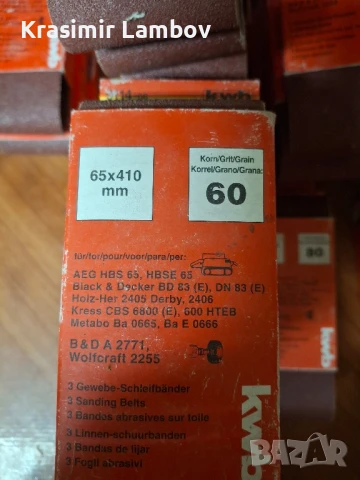 Krasimir Lambov
kwb
65x410
mm
Korn/Grit/Grain
Korrel/Grano/Grana:
60
80
für/for/pour/voor/para/per:
AEG HBS 65, HBSE 65
Black & Decker BD 83 (E), DN 83 (E)
Holz-Her 2405 Derby, 2406
Kress CBS 6800 (E), 600 HTEB
Metabo Ba 0665, Ba E 0666
B & D A 2771,
Wolfcraft 2255
kwb
kwb
3 Gewebe-Schleifbänder
3 Sanding Belts
3 Bandes abrasives sur toile
3 Linnen-schuurbanden
3 Bandas de lijar
3 Fogli abrasivi
bazar
БАЗАР